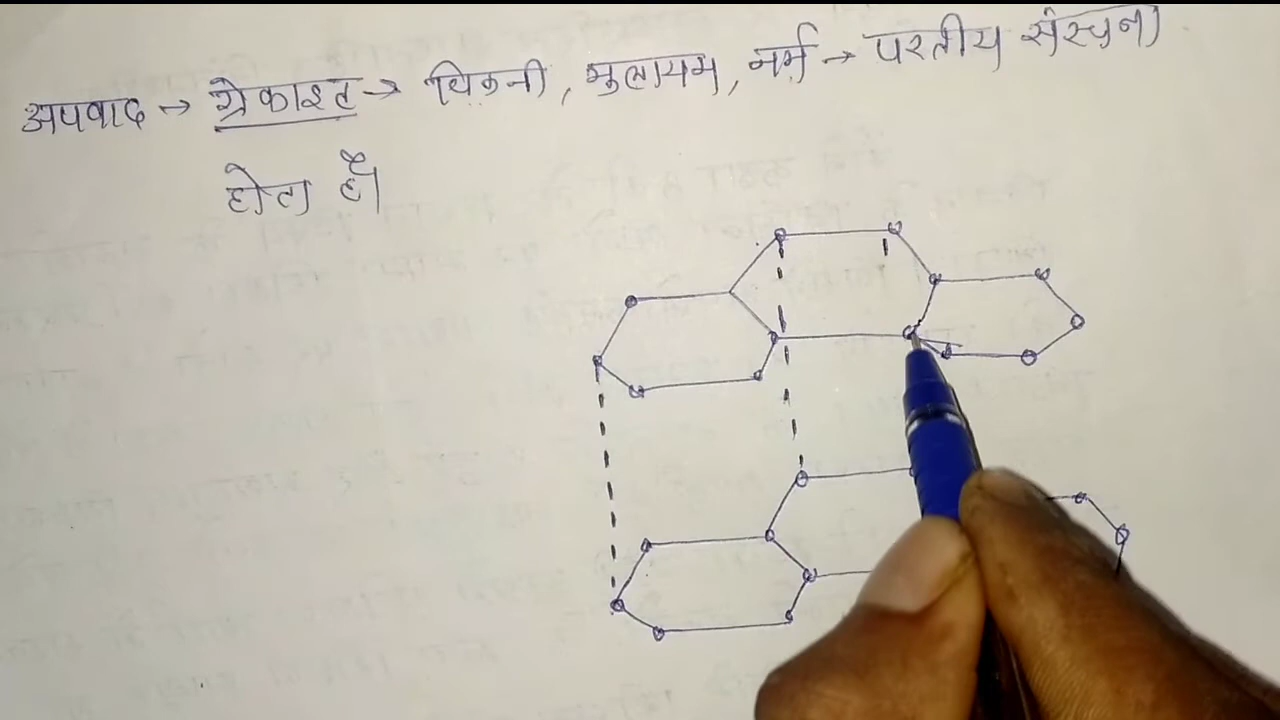 अपवाद → ग्रेफाइट → चिकनी, मुलायम, नर्म → परतीय संरचना
होता है।